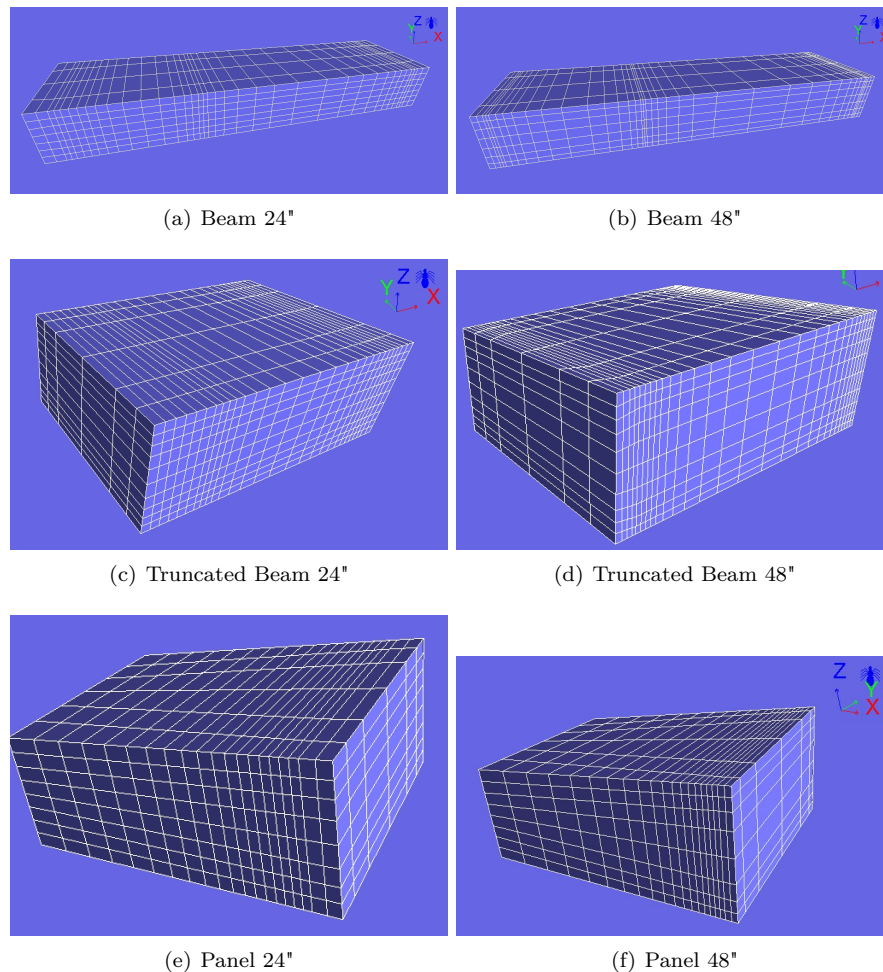 Z
Y
X
Z
Y
X
(a) Beam 24"
(b) Beam 48"
Z
Y
X
(c) Truncated Beam 24"
(d) Truncated Beam 48"
Z
Y
X
(e) Panel 24"
(f) Panel 48"